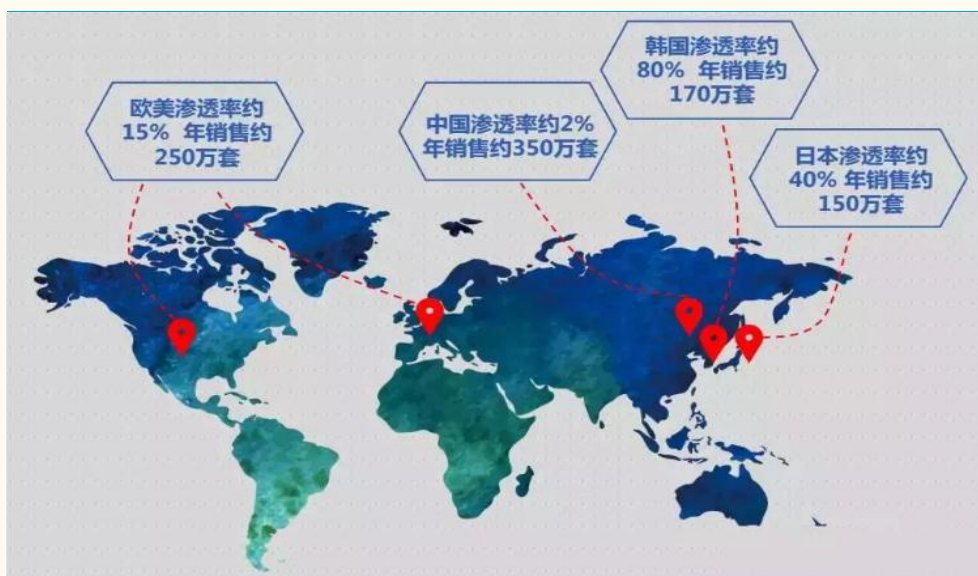 韩国渗透率约
80% 年销售约
170万套
欧美渗透率约
15% 年销售约
250万套
中国渗透率约2%
年销售约350万套
日本渗透率约
40% 年销售约
150万套